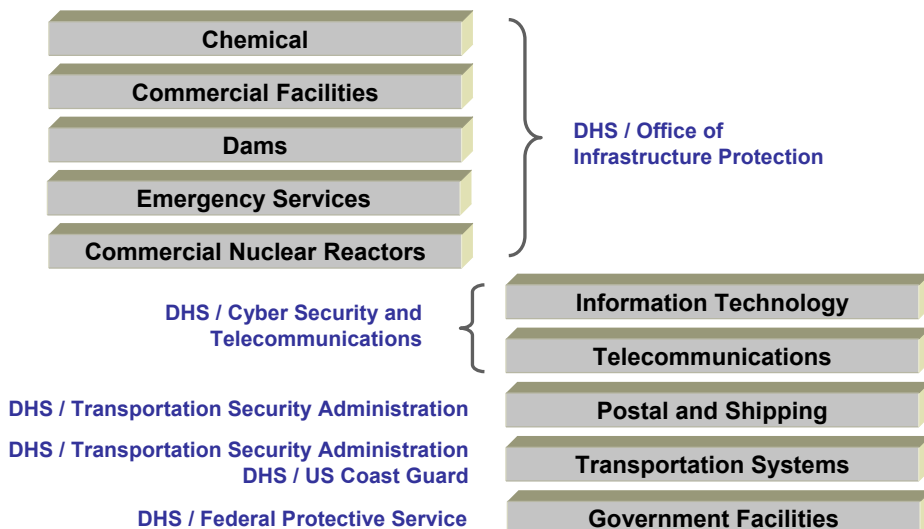 Chemical
Commercial Facilities
Dams
Emergency Services
Commercial Nuclear Reactors
DHS / Office of
Infrastructure Protection
DHS / Cyber Security and
Telecommunications
Information Technology
Telecommunications
DHS / Transportation Security Administration
Postal and Shipping
DHS / Transportation Security Administration
DHS / US Coast Guard
Transportation Systems
DHS / Federal Protective Service
Government Facilities